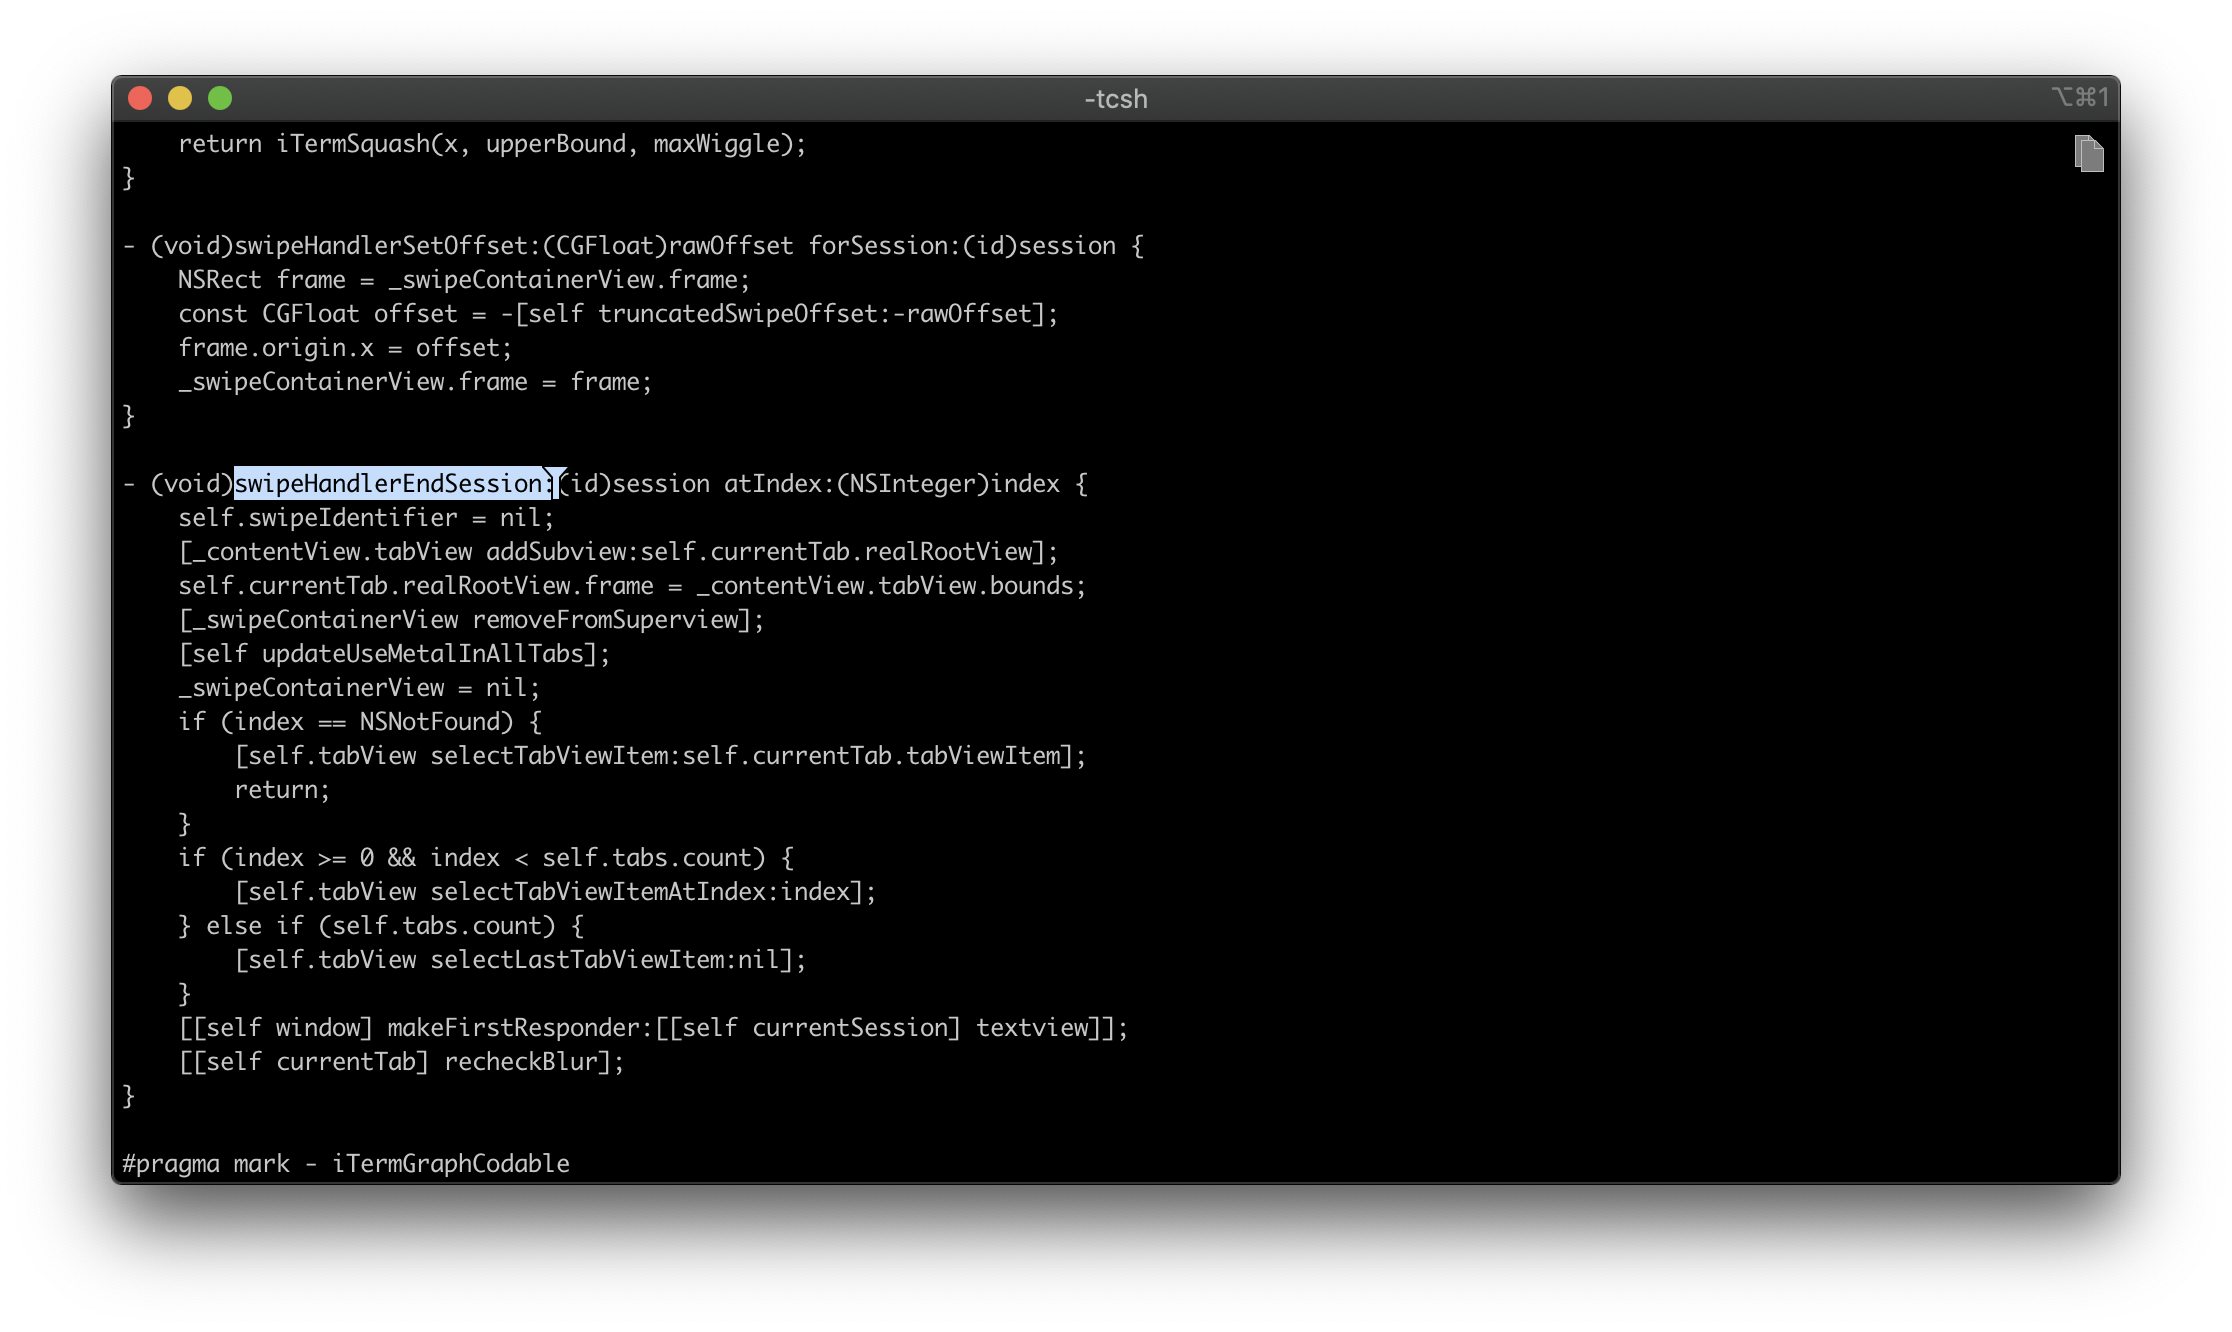 -tcsh
⌥⌘1
    return iTermSquash(x, upperBound, maxWiggle);
}

- (void)swipeHandlerSetOffset:(CGFloat)rawOffset forSession:(id)session {
    NSRect frame = _swipeContainerView.frame;
    const CGFloat offset = -[self truncatedSwipeOffset:-rawOffset];
    frame.origin.x = offset;
    _swipeContainerView.frame = frame;
}

- (void)swipeHandlerEndSession:(id)session atIndex:(NSInteger)index {
    self.swipeIdentifier = nil;
    [_contentView.tabView addSubview:self.currentTab.realRootView];
    self.currentTab.realRootView.frame = _contentView.tabView.bounds;
    [_swipeContainerView removeFromSuperview];
    [self updateUseMetalInAllTabs];
    _swipeContainerView = nil;
    if (index == NSNotFound) {
        [self.tabView selectTabViewItem:self.currentTab.tabViewItem];
        return;
    }
    if (index >= 0 && index < self.tabs.count) {
        [self.tabView selectTabViewItemAtIndex:index];
    } else if (self.tabs.count) {
        [self.tabView selectLastTabViewItem:nil];
    }
    [[self window] makeFirstResponder:[[self currentSession] textview]];
    [[self currentTab] recheckBlur];
}

#pragma mark - iTermGraphCodable